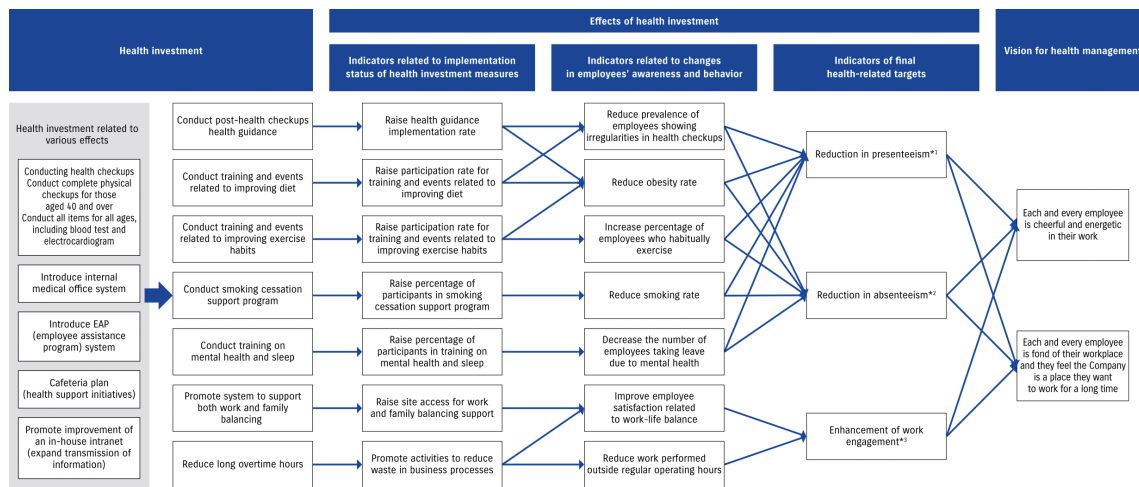 Health investment
Effects of health investment
Vision for health management
Indicators related to implementation
status of health investment measures
Indicators related to changes
in employees' awareness and behavior
Indicators of final
health-related targets
Health investment related to
various effects
Conducting health checkups
Conduct complete physical
checkups for those
aged 40 and over
Conduct all items for all ages,
including blood test and
electrocardiogram
Introduce internal
medical office system
Introduce EAP
(employee assistance
program) system
Cafeteria plan
(health support initiatives)
Promote improvement of
an in-house intranet
(expand transmission of
information)
Conduct post-health checkups
health guidance
Conduct training and events
related to improving diet
Conduct training and events
related to improving exercise
habits
Conduct smoking cessation
support program
Conduct training on
mental health and sleep
Promote system to support
both work and family
balancing
Reduce long overtime hours
Raise health guidance
implementation rate
Raise participation rate for
training and events related to
improving diet
Raise participation rate for
training and events related to
improving exercise habits
Raise percentage of
participants in smoking
cessation support program
Raise percentage of
participants in training on
mental health and sleep
Raise site access for work
and family balancing support
Promote activities to reduce
waste in business processes
Reduce prevalence of
employees showing
irregularities in health checkups
Reduce obesity rate
Increase percentage of
employees who habitually
exercise
Reduce smoking rate
Decrease the number of
employees taking leave
due to mental health
Improve employee
satisfaction related
to work-life balance
Reduce work performed
outside regular operating hours
Reduction in presenteeism*1
Reduction in absenteeism*2
Enhancement of work
engagement*3
Each and every employee
is cheerful and energetic
in their work
Each and every employee
is fond of their workplace
and they feel the Company
is a place they want
to work for a long time